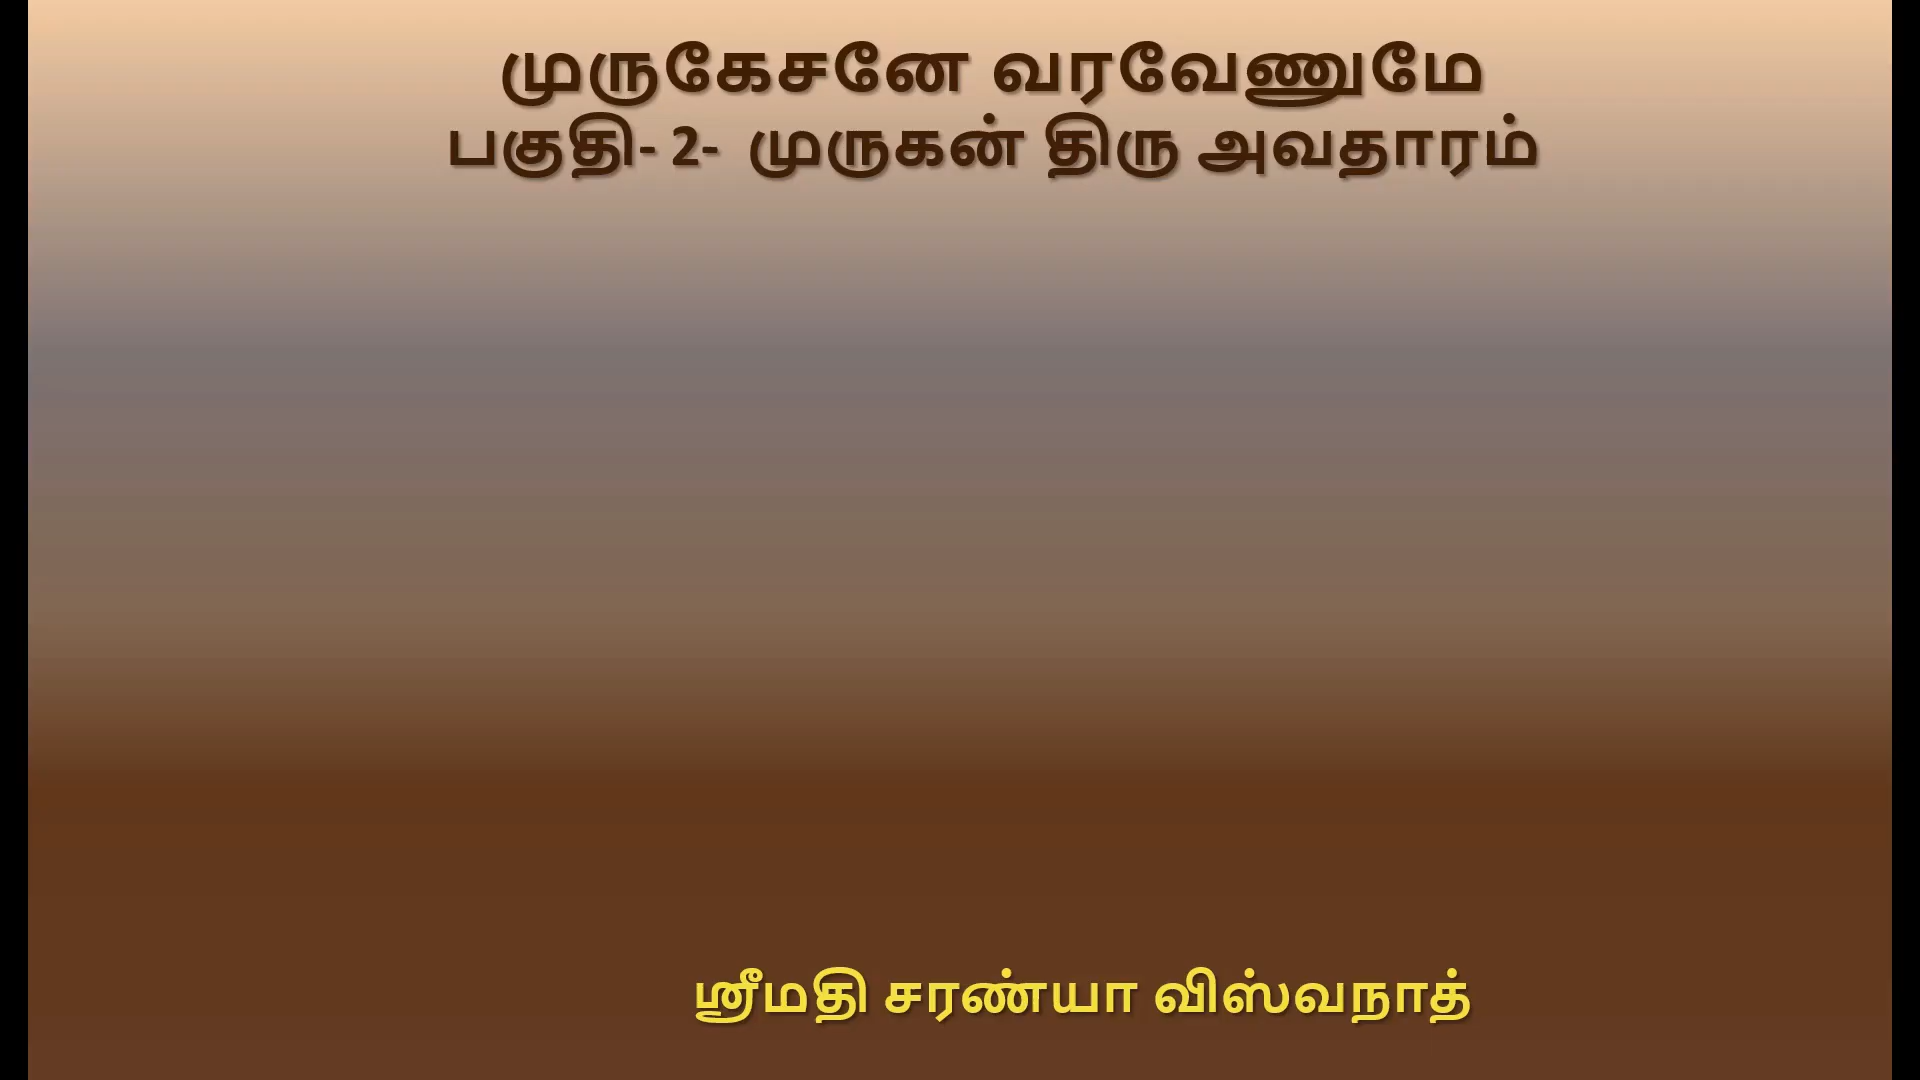 முருகேசனே வரவேணுமே
பகுதி- 2- முருகன் திரு அவதாரம்
ஸ்ரீமதி சரண்யா விஸ்வநாத்